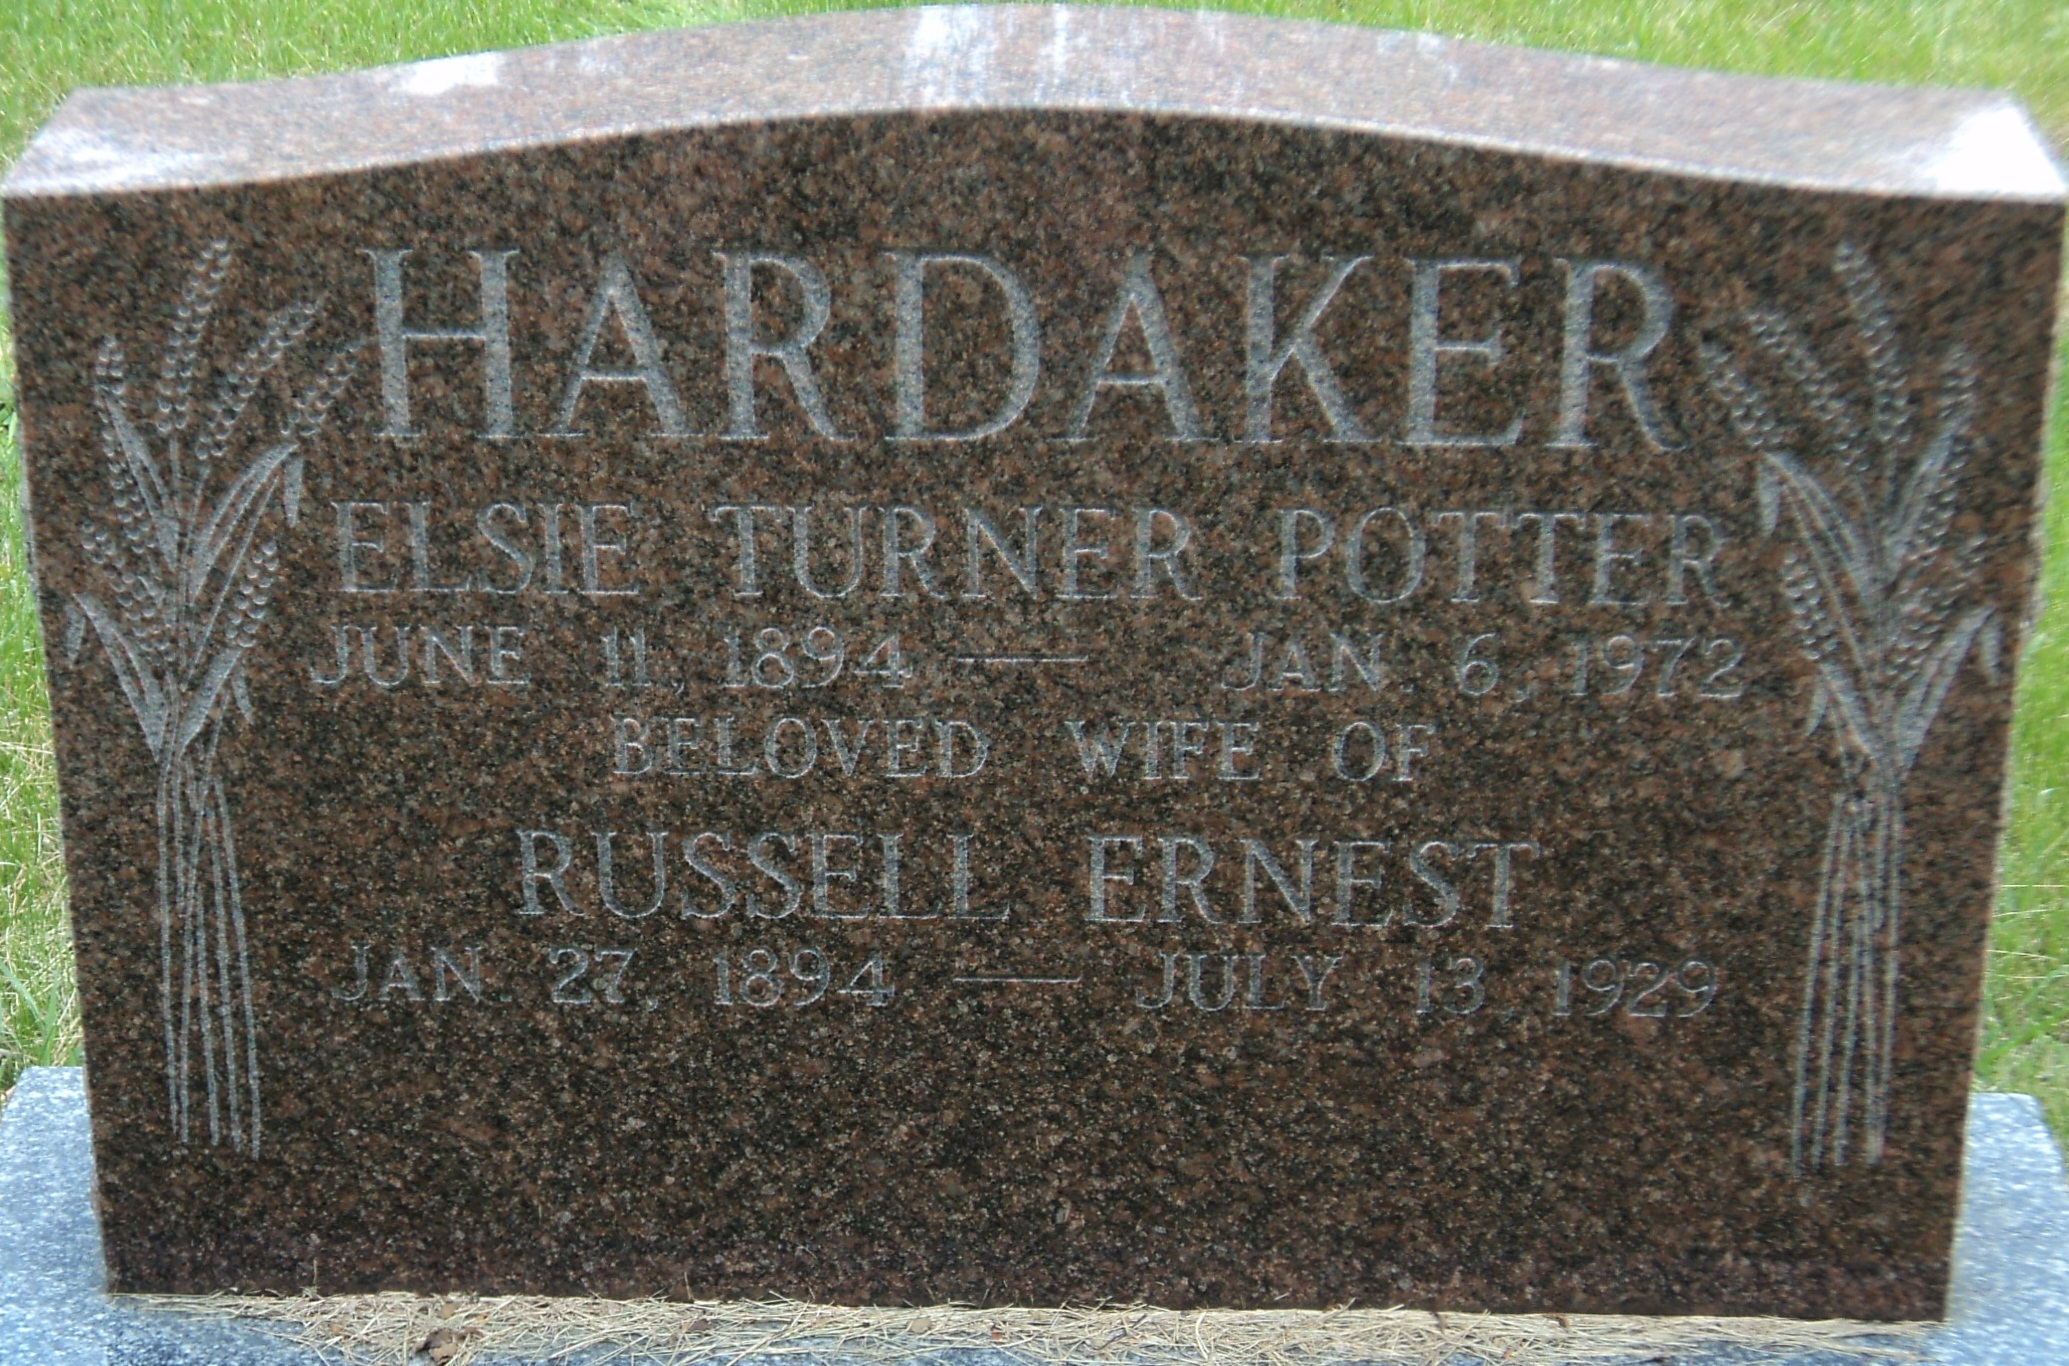 HARDAKER
ELSIE TURNER POTTER
JUNE 11, 1894 — JAN. 6, 1972
BELOVED WIFE OF
RUSSELL ERNEST
JAN. 27, 1894 — JULY 13, 1929